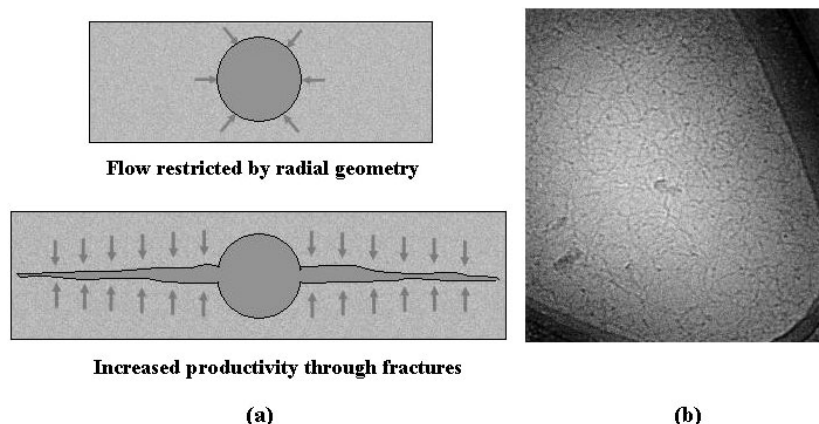 Flow restricted by radial geometry
Increased productivity through fractures
(a)
(b)